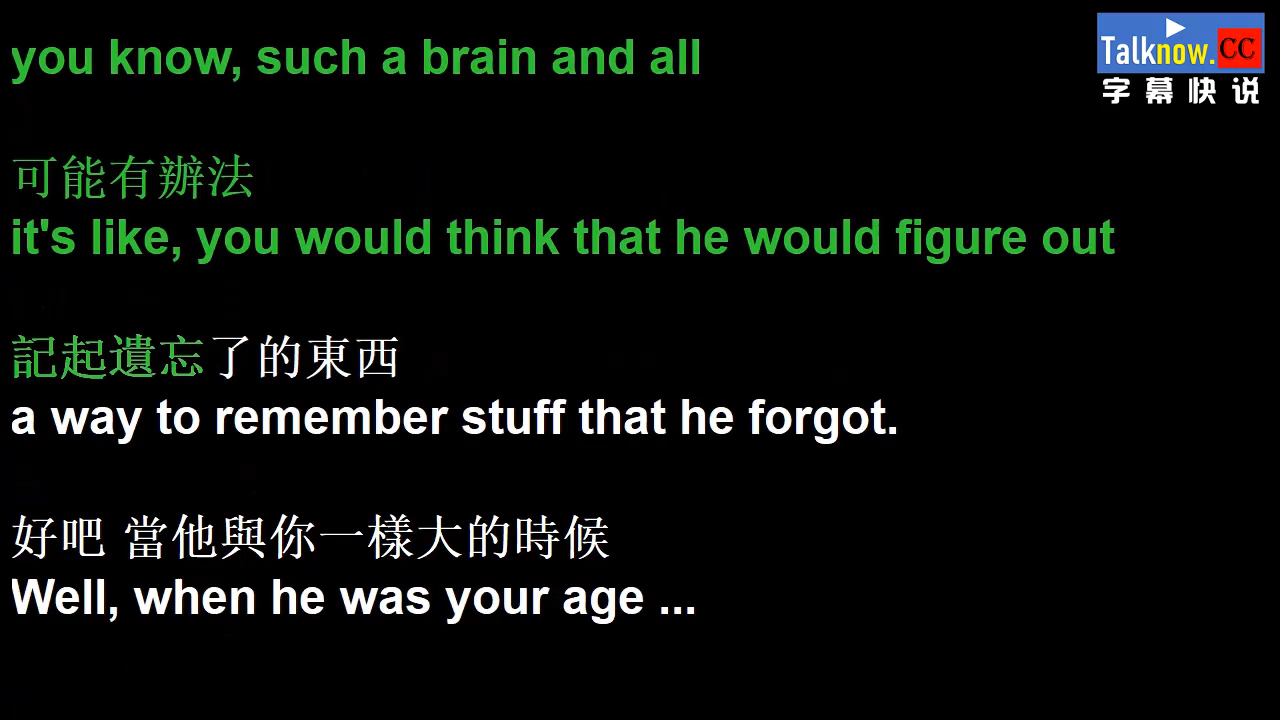 you know, such a brain and all
Talknow.CC
字幕快说
可能有辦法
it's like, you would think that he would figure out
記起遺忘了的東西
a way to remember stuff that he forgot.
好吧 當他與你一樣大的時候
Well, when he was your age ...